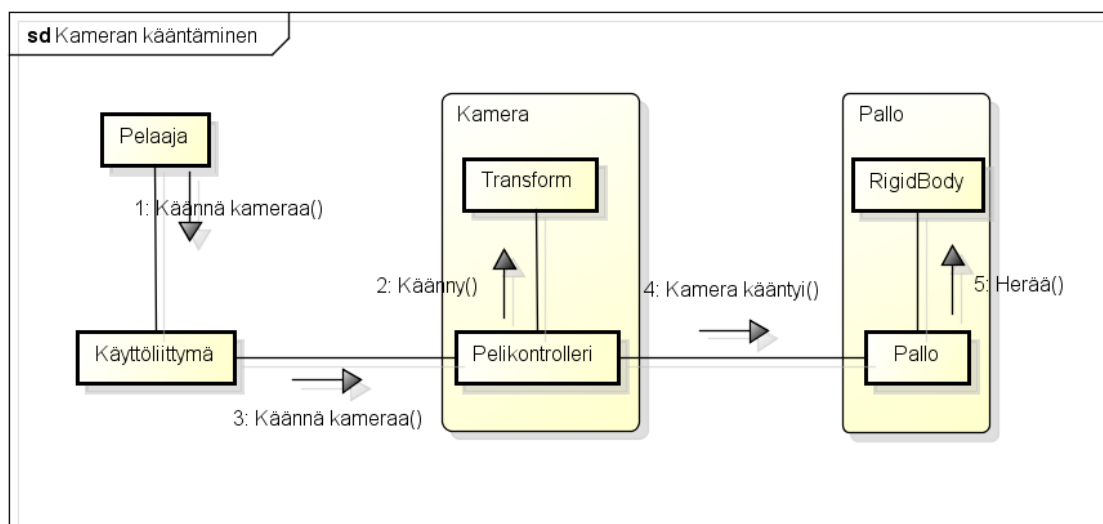 sd Kameran kääntäminen
Kamera
Pallo
Pelaaja
Transform
RigidBody
1: Käännä kameraa()
2: Käänny()
4: Kamera kääntyi()
5: Herää()
Käyttöliittymä
Pelikontrolleri
Pallo
3: Käännä kameraa()